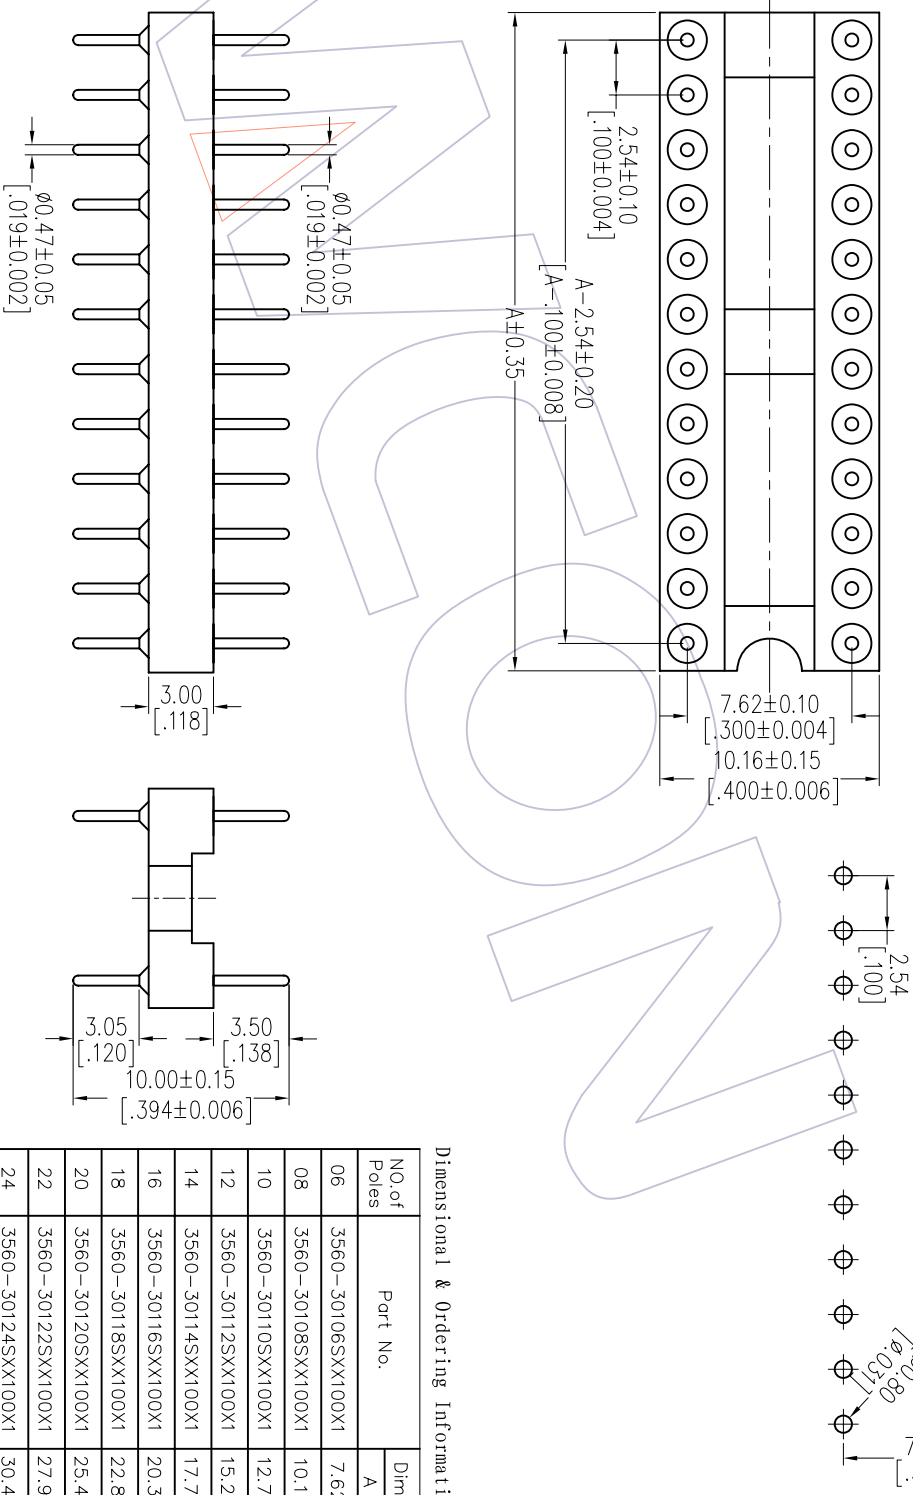 2.54±0.10
[.100±0.004]
A-2.54±0.20
[A-.100±0.008]
A±0.35
7.62±0.10
[.300±0.004]
10.16±0.15
[.400±0.006]
Ø0.47±0.05
[.019±0.002]
Ø0.47±0.05
[.019±0.002]
3.00
[.118]
2.54
[.100]
3.50
[.138]
3.05
[.120]
10.00±0.15
[.394±0.006]
Dimensional & Ordering
NO.of Poles Part No. A
06 3560-30106SXX100X1
08 3560-30108SXX100X1
10 3560-30110SXX100X1
12 3560-30112SXX100X1
14 3560-30114SXX100X1
16 3560-30116SXX100X1
18 3560-30118SXX100X1
20 3560-30120SXX100X1
22 3560-30122SXX100X1
24 3560-30124SXX100X1